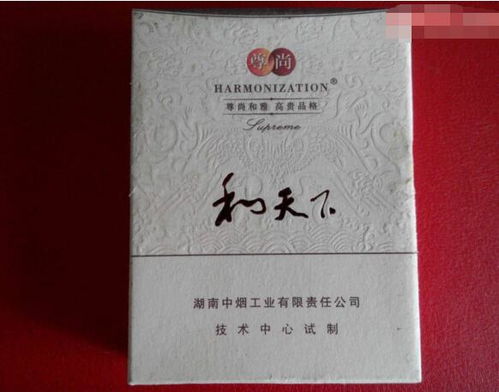 尊尚
HARMONIZATION®
尊尚和雅 高贵品格
Supreme
和天下
湖南中烟工业有限责任公司
技术中心试制